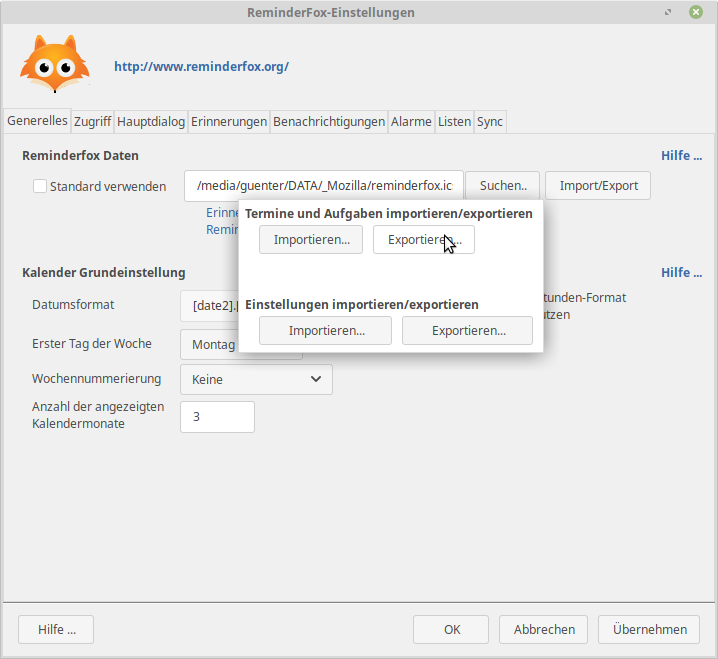 ReminderFox-Einstellungen
http://www.reminderfox.org/
Generelles Zugriff Hauptdialog Erinnerungen Benachrichtigungen Alarme Listen Sync
Reminderfox Daten Hilfe ...
Standard verwenden /media/guenter/DATA/_Mozilla/reminderfox.ic Suchen.. Import/Export
Erinne
Remin
Termine und Aufgaben importieren/exportieren
Importieren... Exportieren...
Einstellungen importieren/exportieren
Importieren... Exportieren...
Kalender Grundeinstellung Hilfe ...
Datumsformat [date2].[ tunden-Format
tzen
Erster Tag der Woche Montag
Wochennummerierung Keine
Anzahl der angezeigten
Kalendermonate 3
Hilfe ... OK Abbrechen Übernehmen